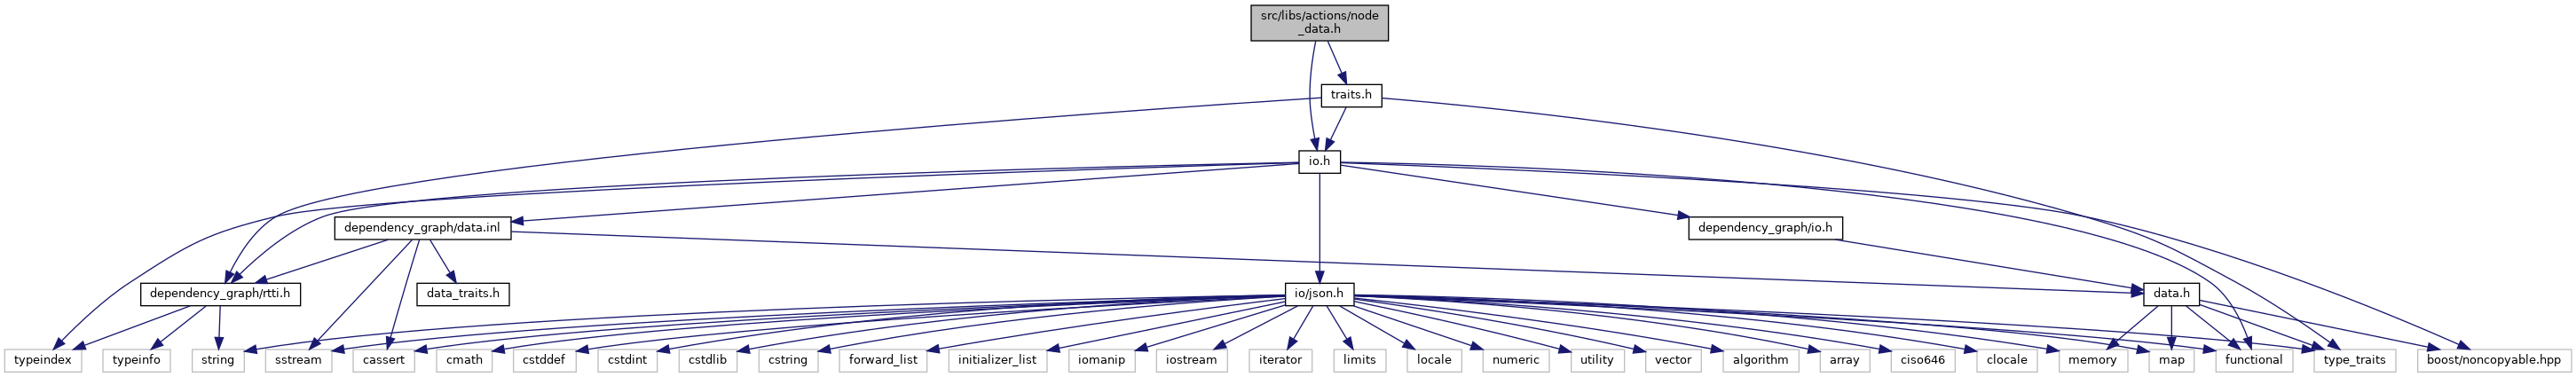 src/libs/actions/node
_data.h
traits.h
io.h
dependency_graph/data.inl
dependency_graph/io.h
dependency_graph/rtti.h
data_traits.h
io/json.h
data.h
typeindex
typeinfo
string
sstream
cassert
cmath
cstddef
cstdint
cstdlib
cstring
forward_list
initializer_list
iomanip
iostream
iterator
limits
locale
numeric
utility
vector
algorithm
array
ciso646
clocale
memory
map
functional
type_traits
boost/noncopyable.hpp